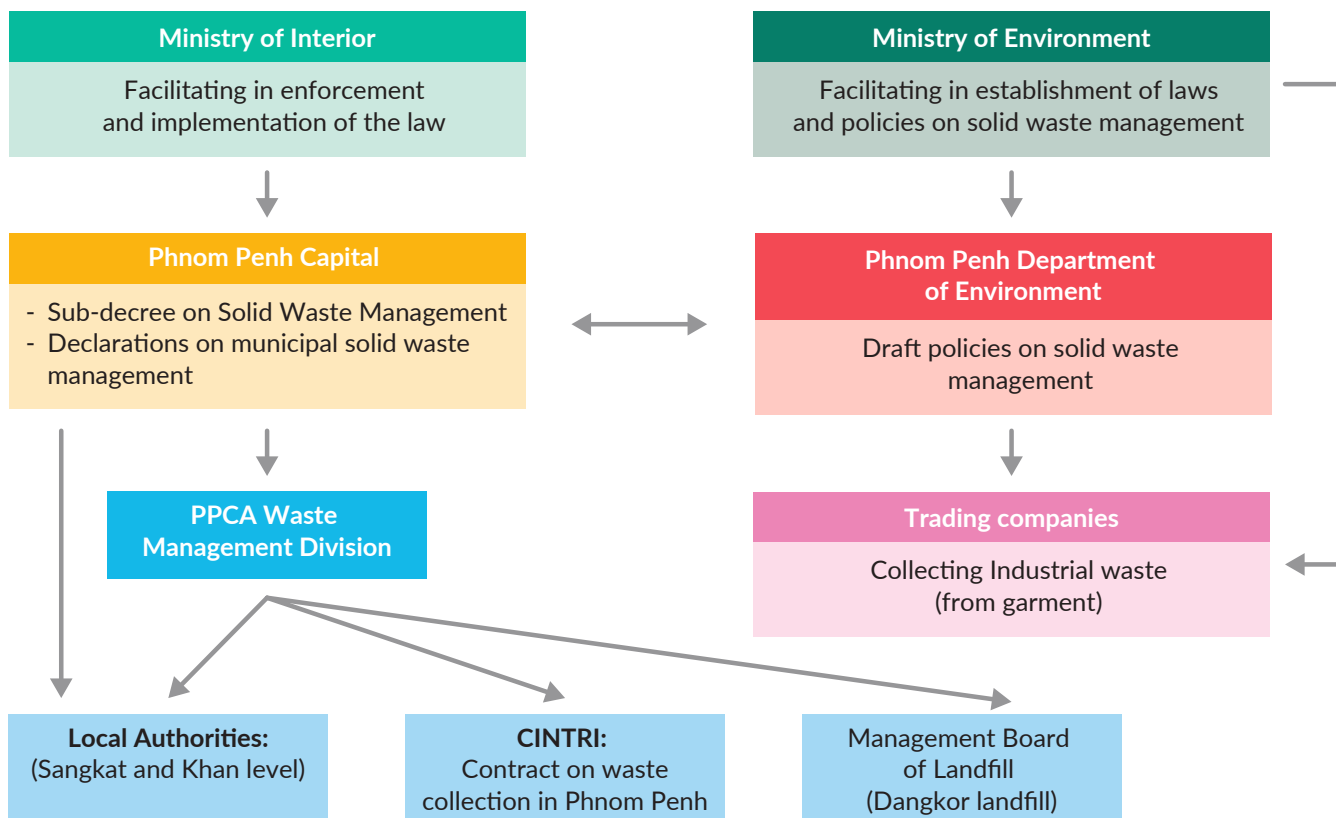 Ministry of Interior
Facilitating in enforcement
and implementation of the law
Ministry of Environment
Facilitating in establishment of laws
and policies on solid waste management
Phnom Penh Capital
- Sub-decree on Solid Waste Management
- Declarations on municipal solid waste
management
Phnom Penh Department
of Environment
Draft policies on solid waste
management
PPCA Waste
Management Division
Trading companies
Collecting Industrial waste
(from garment)
Local Authorities:
(Sangkat and Khan level)
CINTRI:
Contract on waste
collection in Phnom Penh
Management Board
of Landfill
(Dangkor landfill)